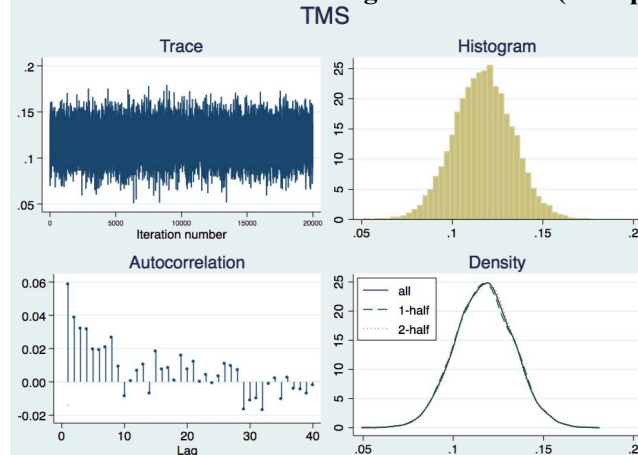 TMS
Trace
.2
.15
.1
.05
0 5000 10000 15000 20000
Iteration number
Histogram
25
20
15
10
5
0
.05 .1 .15 .2
Autocorrelation
0.06
0.04
0.02
0.00
-0.02
0 10 20 30 40
Lag
Density
all
1-half
2-half
25
20
15
10
5
0
.05 .1 .15